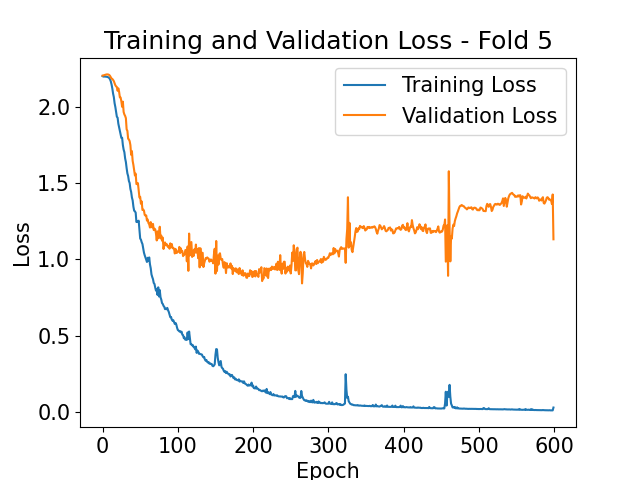 Training and Validation Loss - Fold 5
Training Loss
Validation Loss
Loss
2.0
1.5
1.0
0.5
0.0
0 100 200 300 400 500 600
Epoch